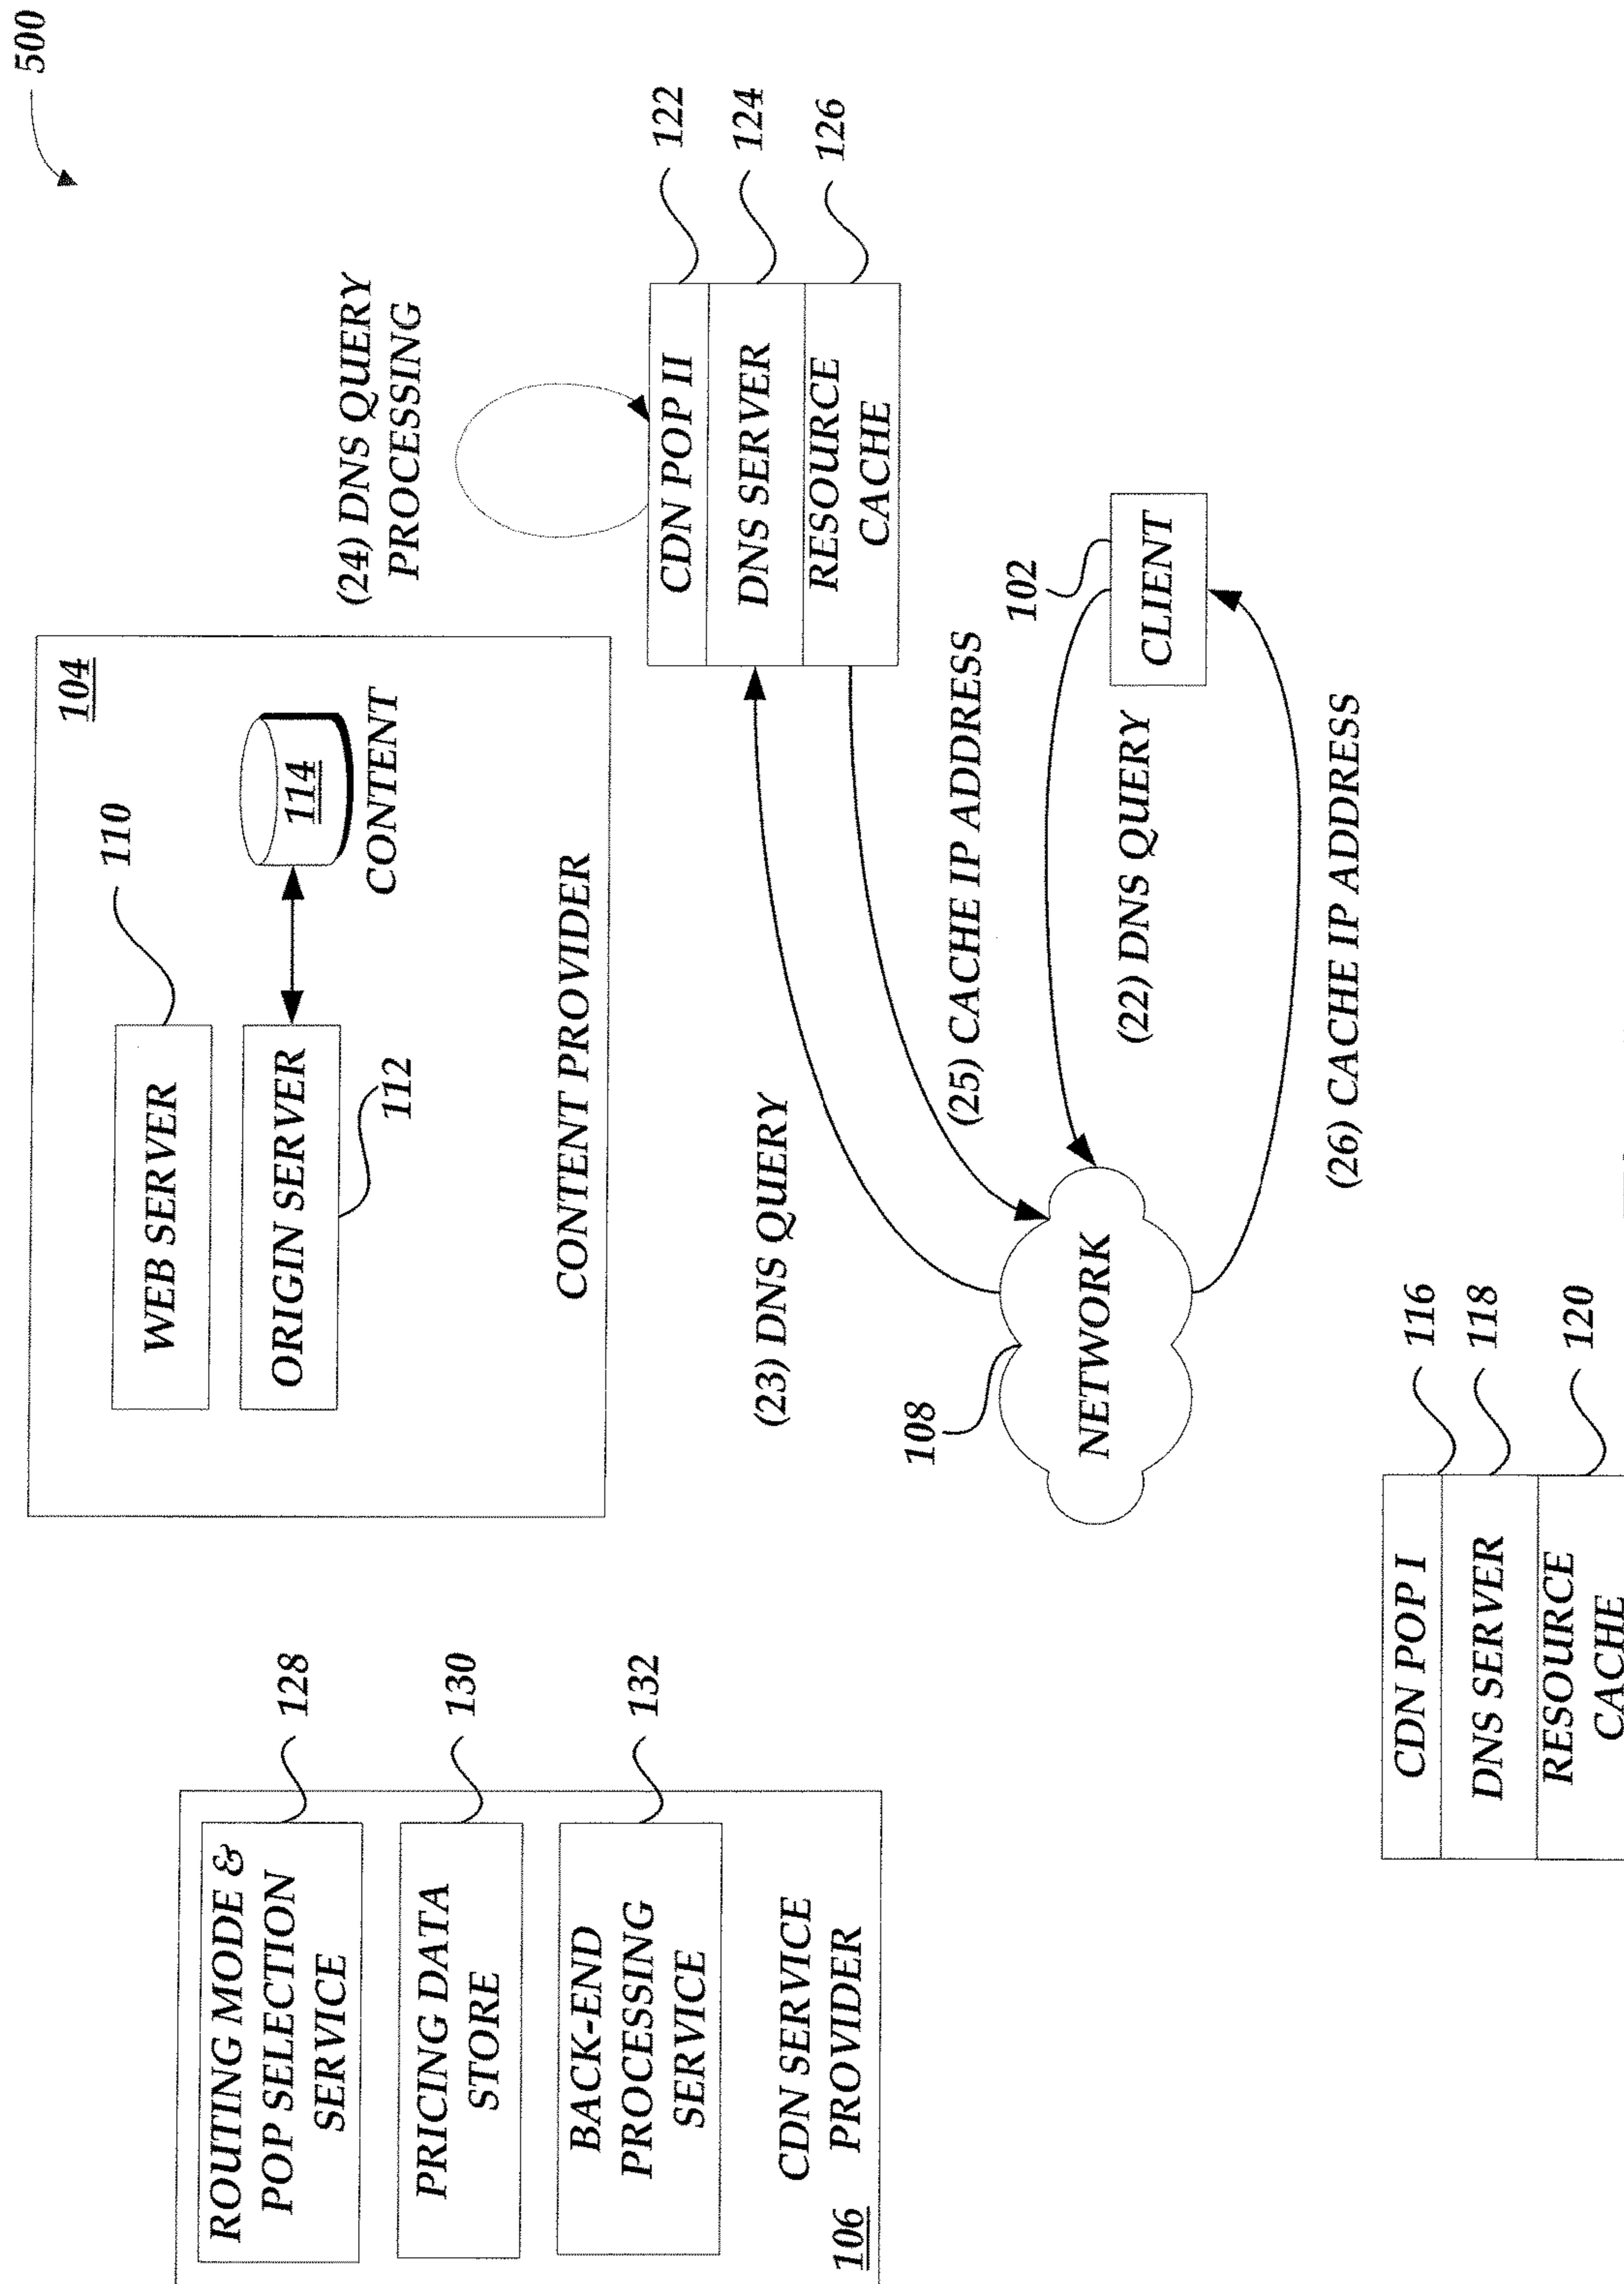 500
104
WEB SERVER
110
ORIGIN SERVER
112
114
CONTENT
CONTENT PROVIDER
ROUTING MODE &
POP SELECTION
SERVICE
128
PRICING DATA
STORE
130
BACK-END
PROCESSING
SERVICE
132
CDN SERVICE
PROVIDER
106
(24) DNS QUERY
PROCESSING
CDN POP II
122
DNS SERVER
124
RESOURCE
CACHE
126
(23) DNS QUERY
(25) CACHE IP ADDRESS
108
NETWORK
102
CLIENT
(22) DNS QUERY
(26) CACHE IP ADDRESS
CDN POP I
116
DNS SERVER
118
RESOURCE
CACHE
120